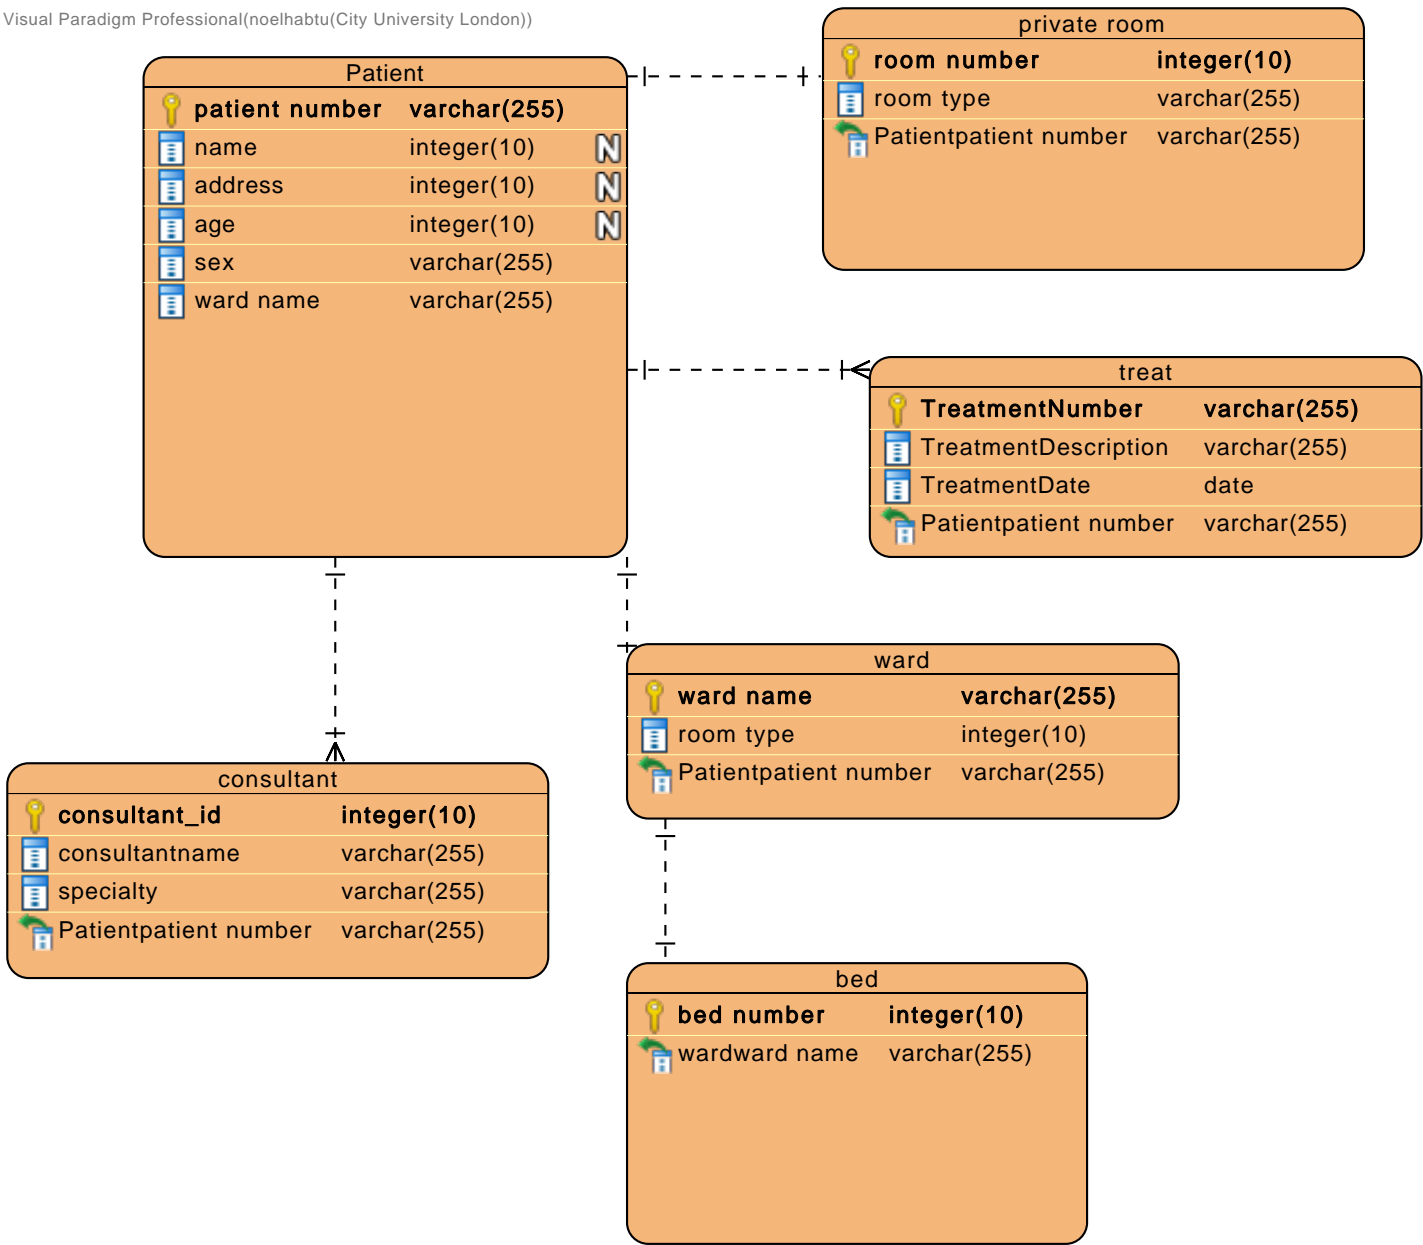 Visual Paradigm Professional(noelhabtu(City University London))
private room
room number integer(10)
room type varchar(255)
Patientpatient number varchar(255)
Patient
patient number varchar(255)
name integer(10) N
address integer(10) N
age integer(10) N
sex varchar(255)
ward name varchar(255)
treat
TreatmentNumber varchar(255)
TreatmentDescription varchar(255)
TreatmentDate date
Patientpatient number varchar(255)
ward
ward name varchar(255)
room type integer(10)
Patientpatient number varchar(255)
consultant
consultant_id integer(10)
consultantname varchar(255)
specialty varchar(255)
Patientpatient number varchar(255)
bed
bed number integer(10)
wardward name varchar(255)